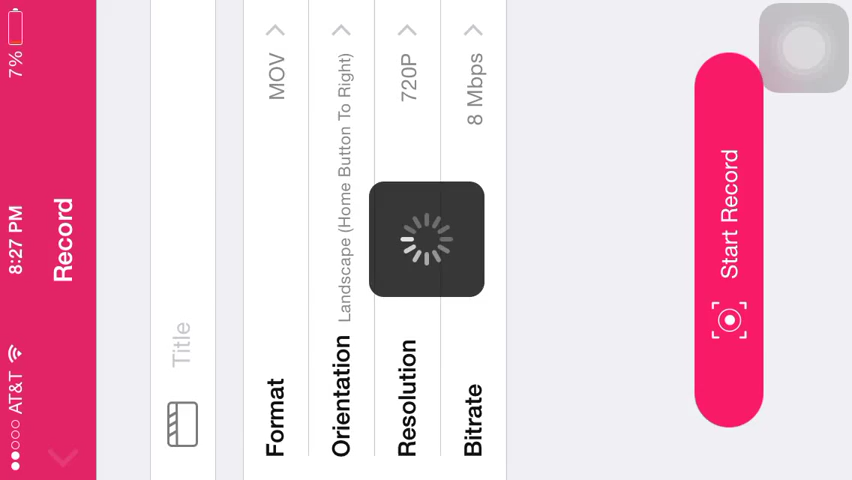 AT&T 8:27 PM 7%
Record
Title
Format MOV
Orientation Landscape (Home Button To Right)
Resolution 720P
Bitrate 8 Mbps
Start Record